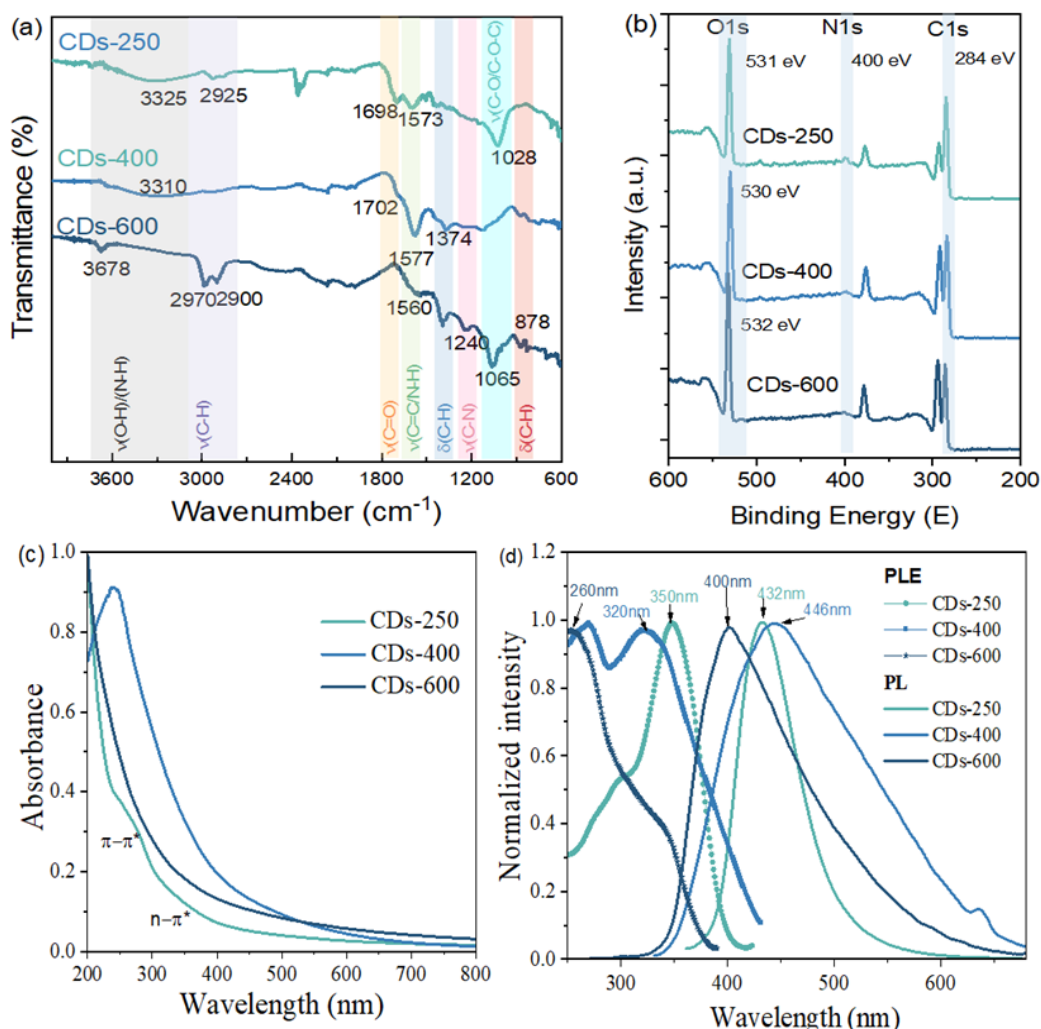 (a)
CDs-250
3325
2925
1698
1573
1028
ν(C-O/C-O-C)
CDs-400
3310
1702
1577
1374
CDs-600
3678
2970
2900
1560
1240
1065
878
ν(O-H)/(N-H)
ν(C-H)
ν(C=O)
ν(C=C/N-H)
δ(C-H)
ν(C-N)
δ(C-H)
Transmittance (%)
3600 3000 2400 1800 1200 600
Wavenumber (cm⁻¹)
(b)
O1s N1s C1s
531 eV 400 eV 284 eV
CDs-250
530 eV
CDs-400
532 eV
CDs-600
Intensity (a.u.)
600 500 400 300 200
Binding Energy (E)
(c)
1.0
0.8
0.6
0.4
0.2
0.0
Absorbance
CDs-250
CDs-400
CDs-600
π−π*
n−π*
200 300 400 500 600 700 800
Wavelength (nm)
(d)
1.2
1.0
0.8
0.6
0.4
0.2
0.0
Normalized intensity
260nm
320nm
350nm
400nm
432nm
446nm
PLE
CDs-250
CDs-400
CDs-600
PL
CDs-250
CDs-400
CDs-600
300 400 500 600
Wavelength (nm)